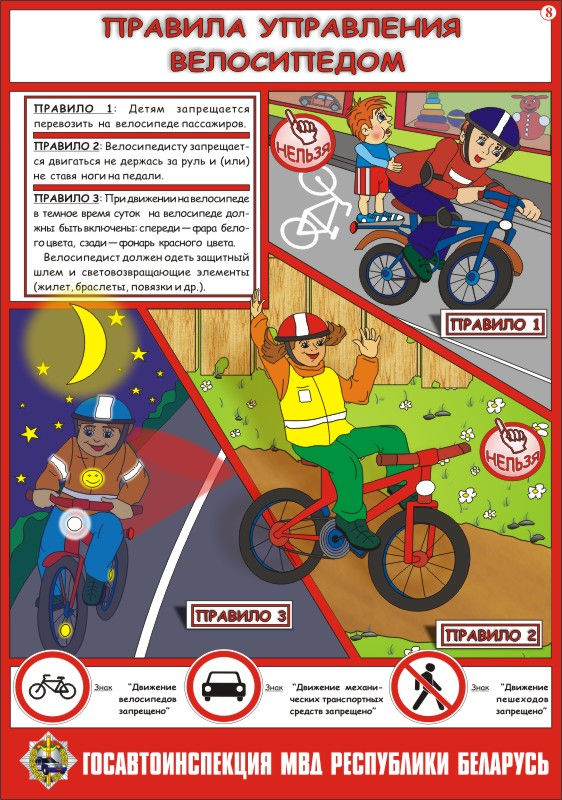 8
ПРАВИЛА УПРАВЛЕНИЯ
ВЕЛОСИПЕДОМ
ПРАВИЛО 1: Детям запрещается
перевозить на велосипеде пассажиров.
ПРАВИЛО 2: Велосипедисту запрещает-
ся двигаться не держась за руль и (или)
не ставя ноги на педали.
ПРАВИЛО 3: При движении на велосипеде
в темное время суток на велосипеде дол-
жны быть включены: спереди — фара бело-
го цвета, сзади — фонарь красного цвета.
Велосипедист должен одеть защитный
шлем и световозвращающие элементы
(жилет, браслеты, повязки и др.).
НЕЛЬЗЯ
ПРАВИЛО 1
НЕЛЬЗЯ
ПРАВИЛО 3
ПРАВИЛО 2
Знак "Движение
велосипедов
запрещено"
Знак "Движение механи-
ческих транспортных
средств запрещено"
Знак "Движение
пешеходов
запрещено"
ГОСАВТОИНСПЕКЦИЯ МВД РЕСПУБЛИКИ БЕЛАРУСЬ